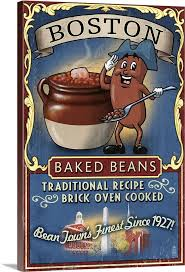 BOSTON
BAKED BEANS
TRADITIONAL RECIPE
BRICK OVEN COOKED
Bean Town's Finest Since 1927!